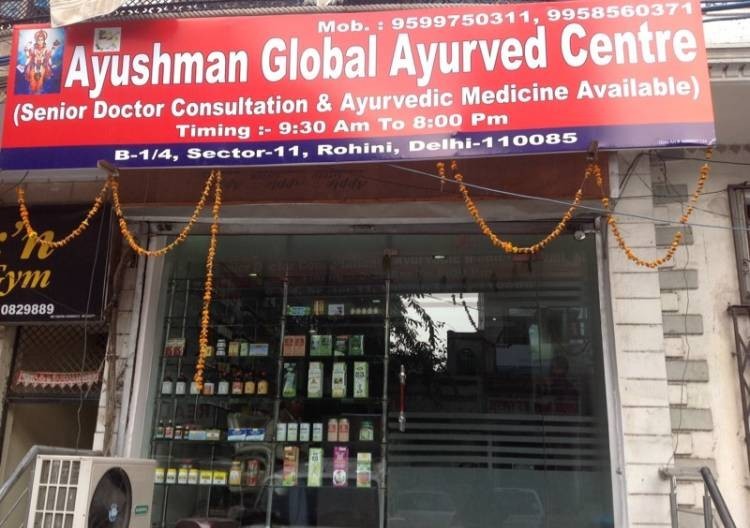 Mob. : 9599750311, 9958560371
Ayushman Global Ayurved Centre
(Senior Doctor Consultation & Ayurvedic Medicine Available)
Timing :- 9:30 Am To 8:00 Pm
B-1/4, Sector-11, Rohini, Delhi-110085
'n
Gym
0829889